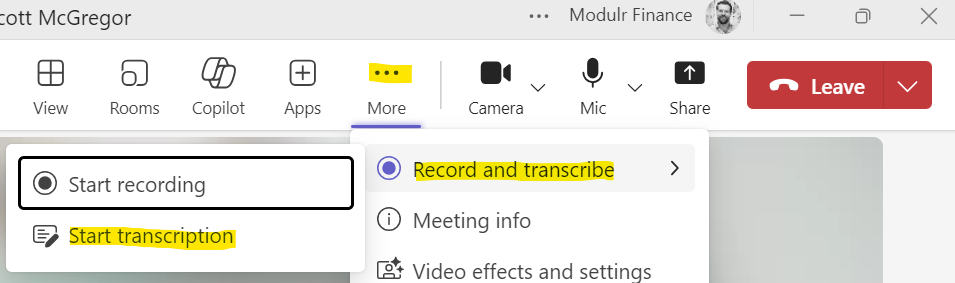 cott McGregor
... Modulr Finance
View Rooms Copilot Apps More Camera Mic Share Leave
Start recording
Start transcription
Record and transcribe
Meeting info
Video effects and settings